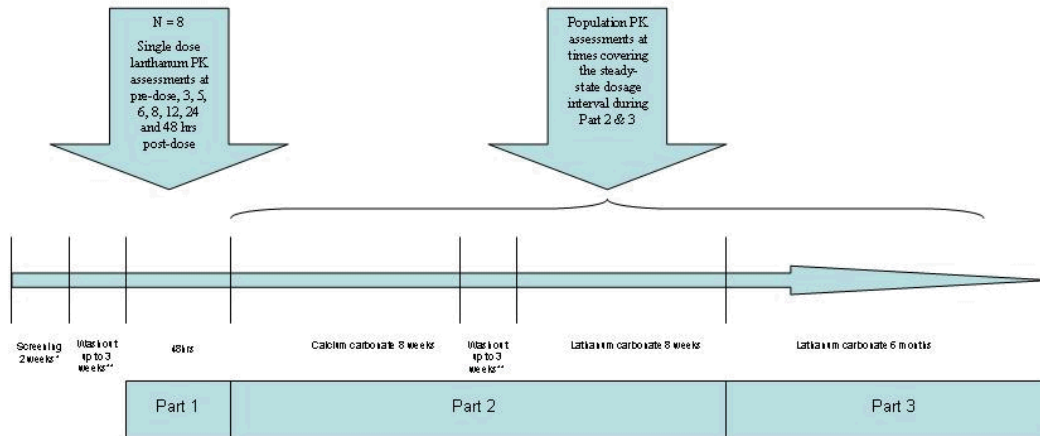 N = 8
Single dose
lanthanum PK
assessments at
pre-dose, 3, 5,
6, 8, 12, 24
and 48 hrs
post-dose
Population PK
assessments at
times covering
the steady-
state dosage
interval during
Part 2 & 3
Screening
2 weeks*
Washout
up to 3
weeks**
48hrs
Calcium carbonate 8 weeks
Washout
up to 3
weeks**
Lathanum carbonate 8 weeks
Lathanum carbonate 6 months
Part 1
Part 2
Part 3